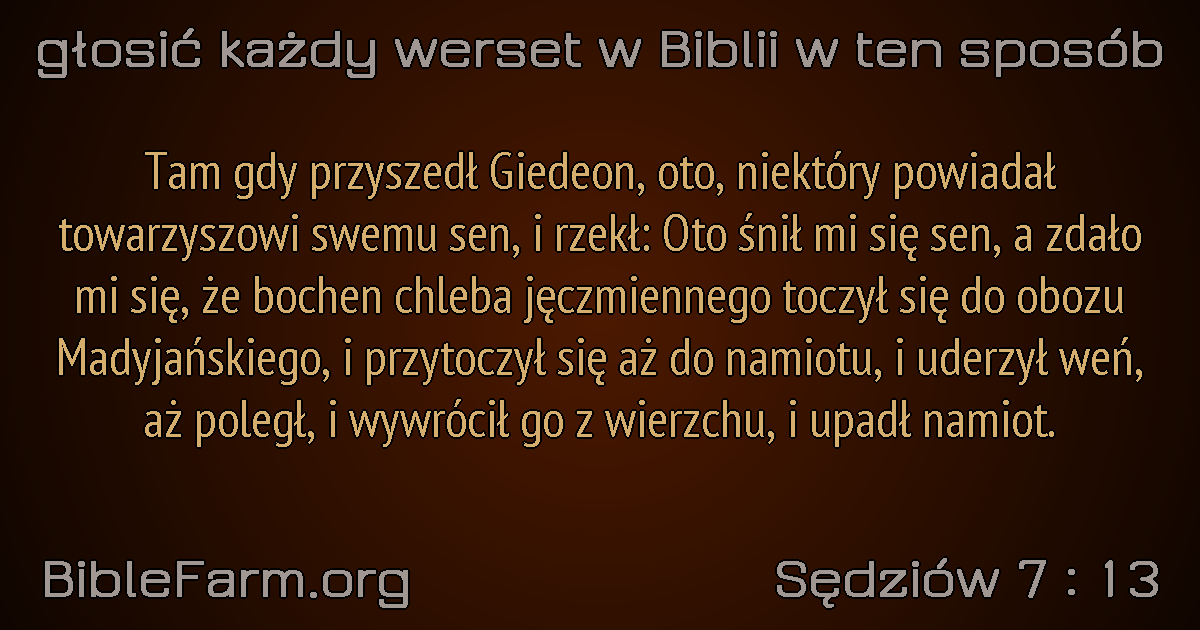 głosić każdy werset w Biblii w ten sposób
Tam gdy przyszedł Giedeon, oto, niektóry powiadał
towarzyszowi swemu sen, i rzekł: Oto śnił mi się sen, a zdało
mi się, że bochen chleba jęczmiennego toczył się do obozu
Madyjańskiego, i przytoczył się aż do namiotu, i uderzył weń,
aż poległ, i wywrócił go z wierzchu, i upadł namiot.
BibleFarm.org
Sędziów 7 : 13